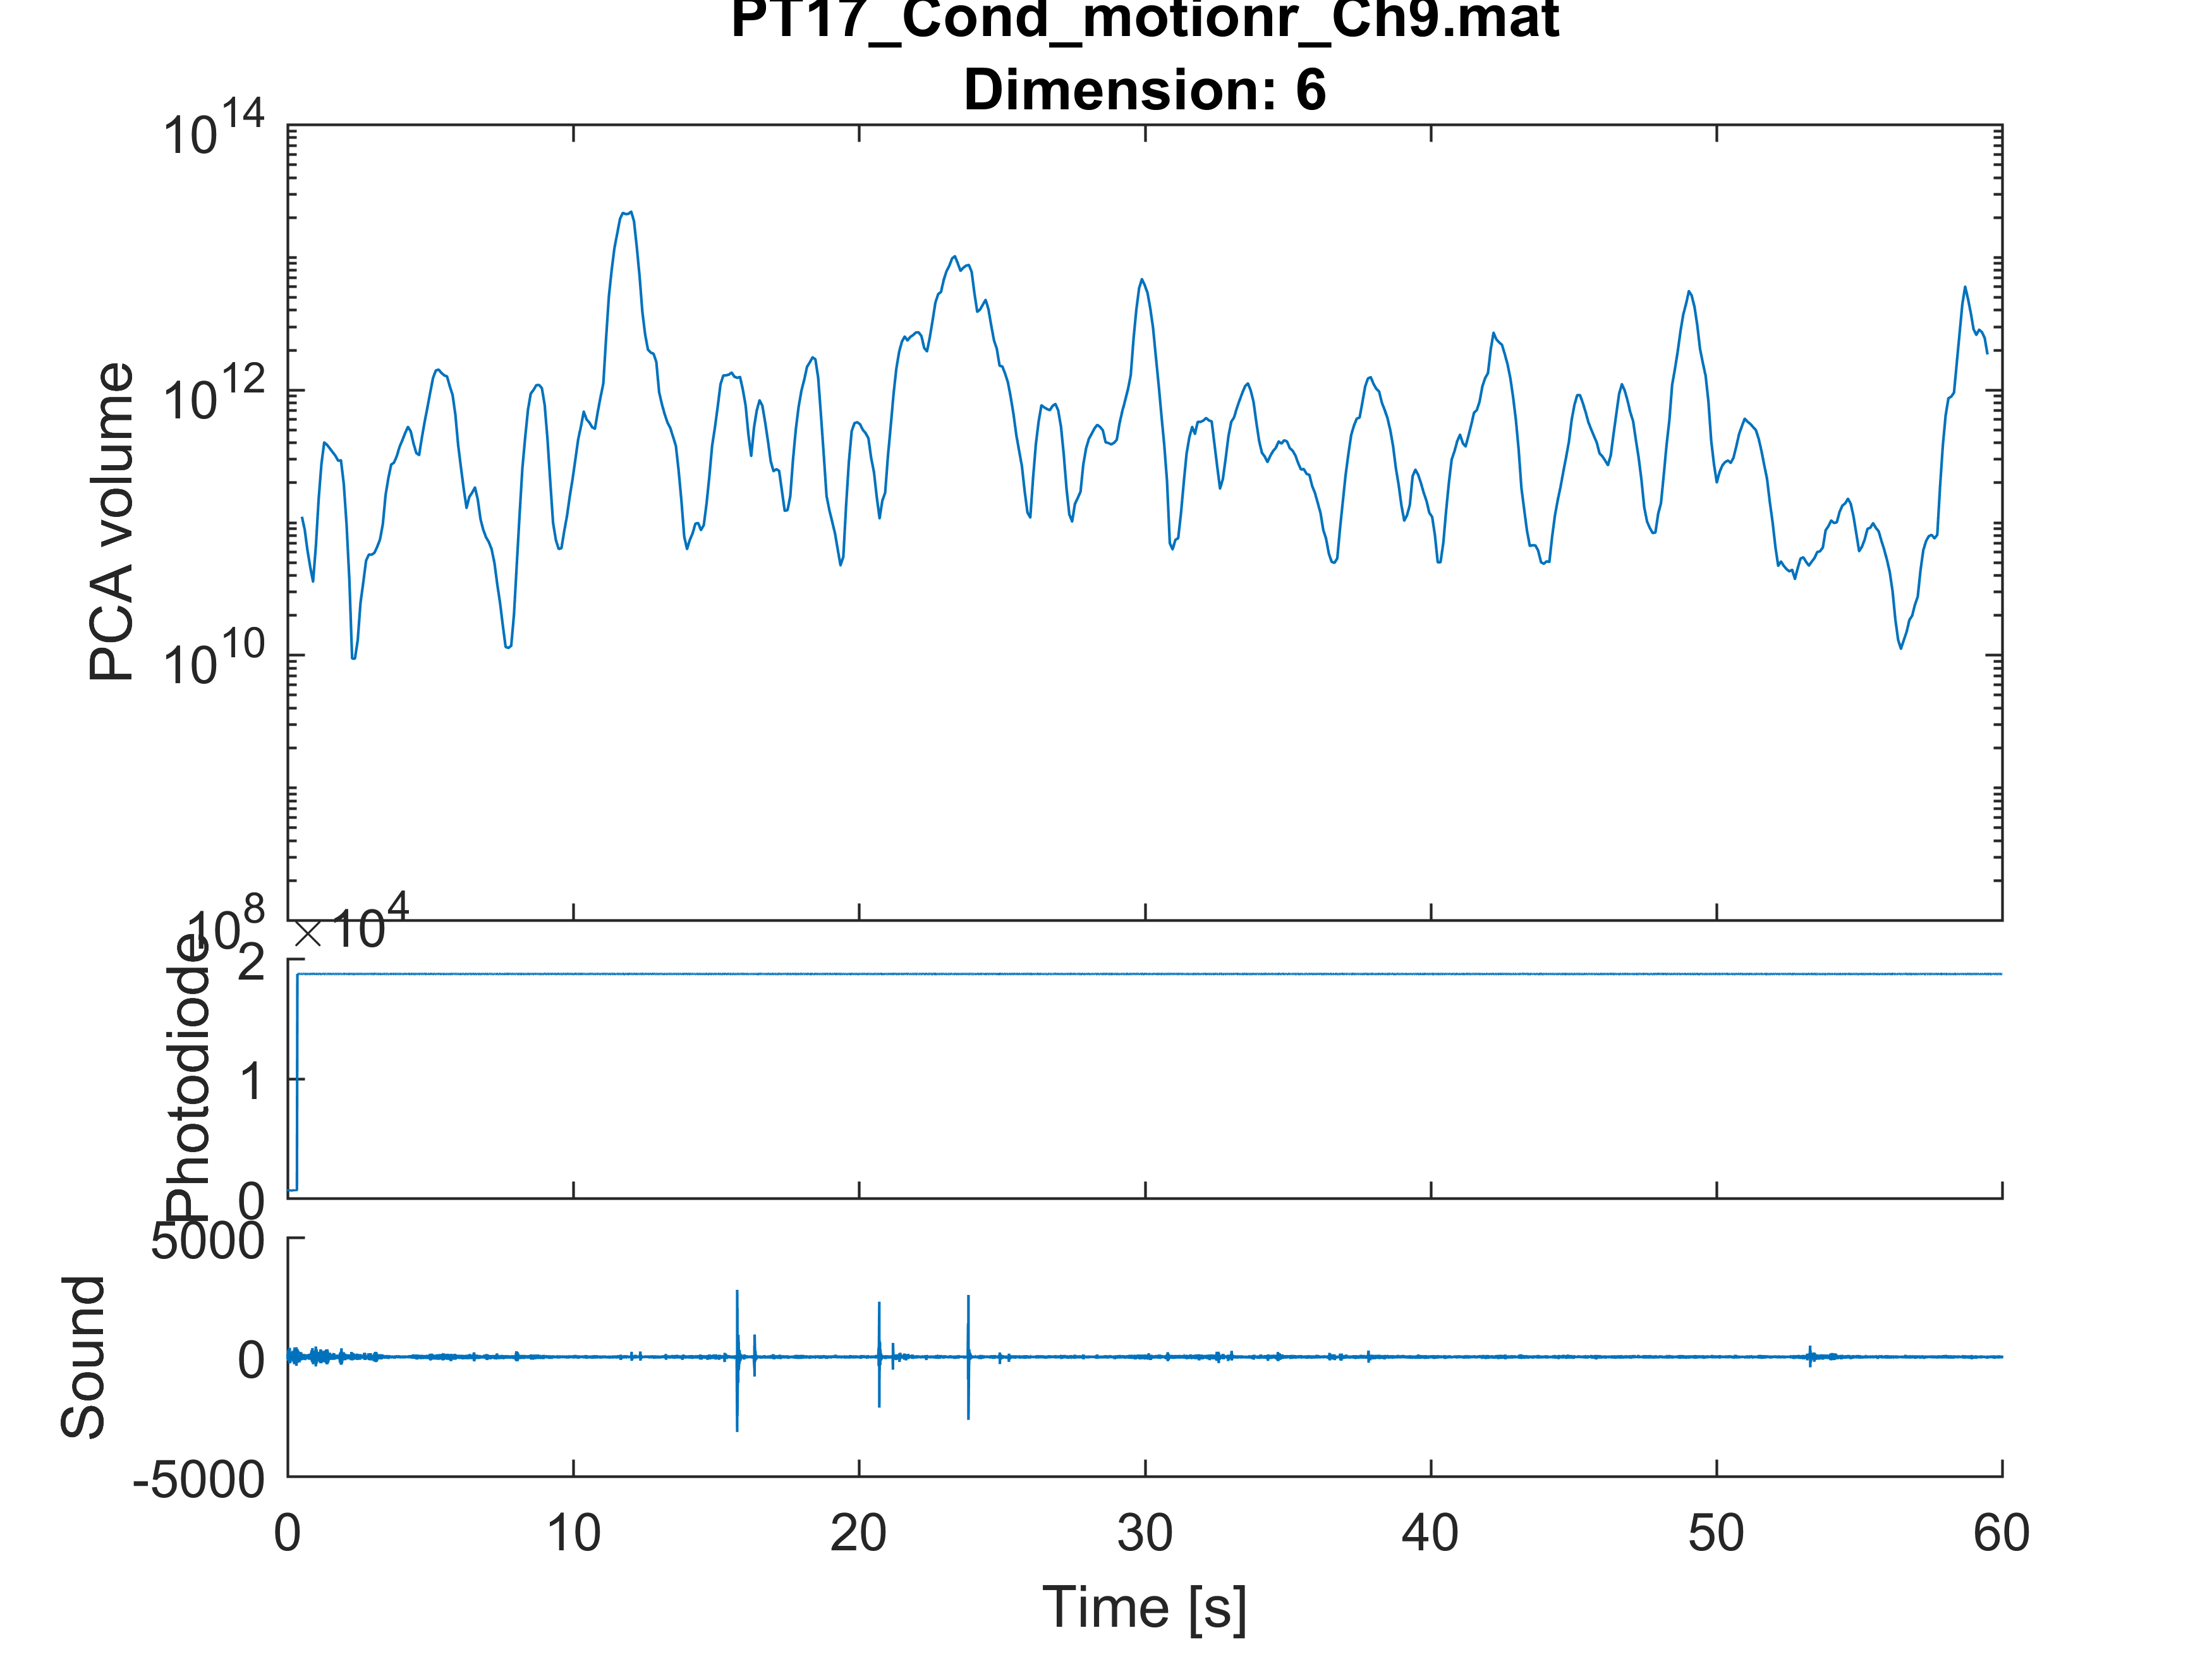 PT17_Cond_motionr_Ch9.mat
Dimension: 6
10^14
10^12
10^10
10^8
PCA volume
× 10^4
2
1
0
Photodiode
5000
0
-5000
Sound
0 10 20 30 40 50 60
Time [s]